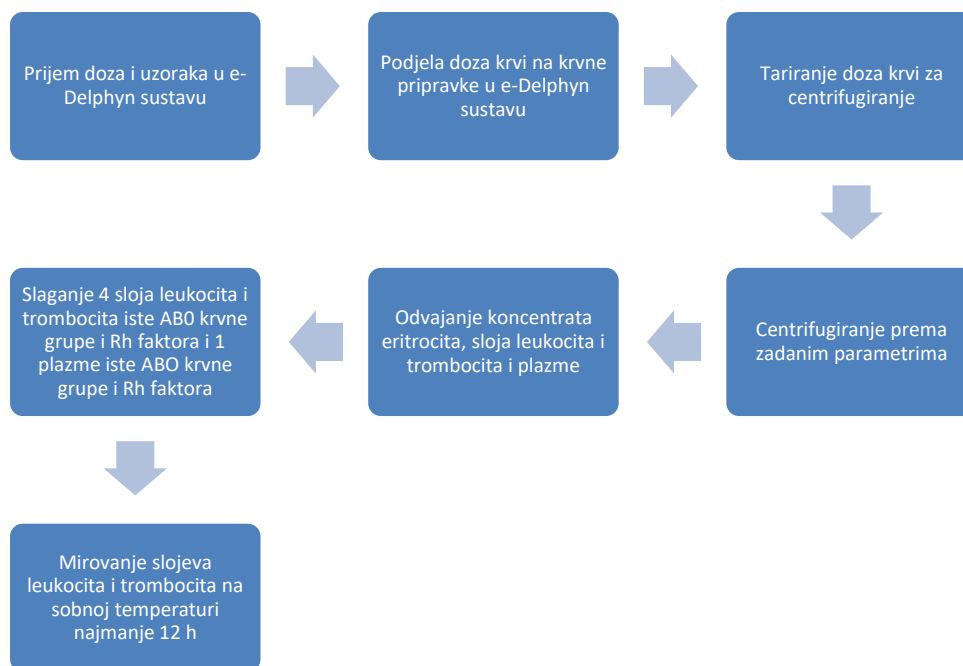 Prijem doza i uzoraka u e-
Delphyn sustavu
Podjela doza krvi na krvne
pripravke u e-Delphyn
sustavu
Tariranje doza krvi za
centrifugiranje
Centrifugiranje prema
zadanim parametrima
Odvajanje koncentrata
eritrocita, sloja leukocita i
trombocita i plazme
Slaganje 4 sloja leukocita i
trombocita iste AB0 krvne
grupe i Rh faktora i 1
plazme iste ABO krvne
grupe i Rh faktora
Mirovanje slojeva
leukocita i trombocita na
sobnoj temperaturi
najmanje 12 h